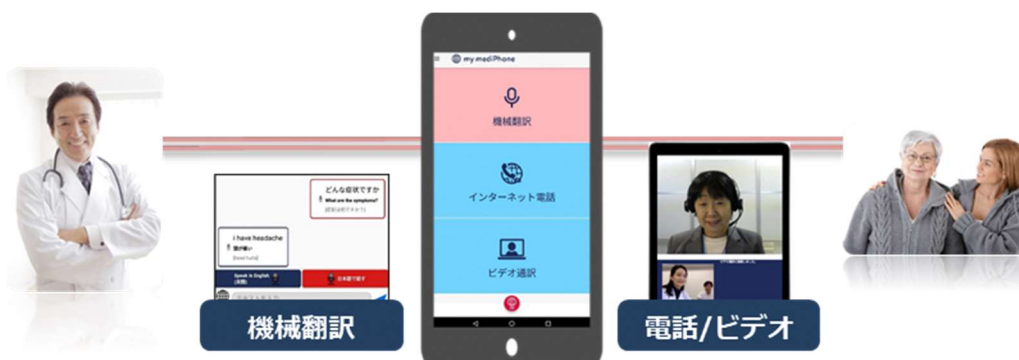 my mediPhone
機械翻訳
インターネット電話
ビデオ通訳
どんな症状ですか
What are the symptoms?
I have headache
頭が痛い
Speak in English
(英語)
日本語で話す
機械翻訳
電話/ビデオ